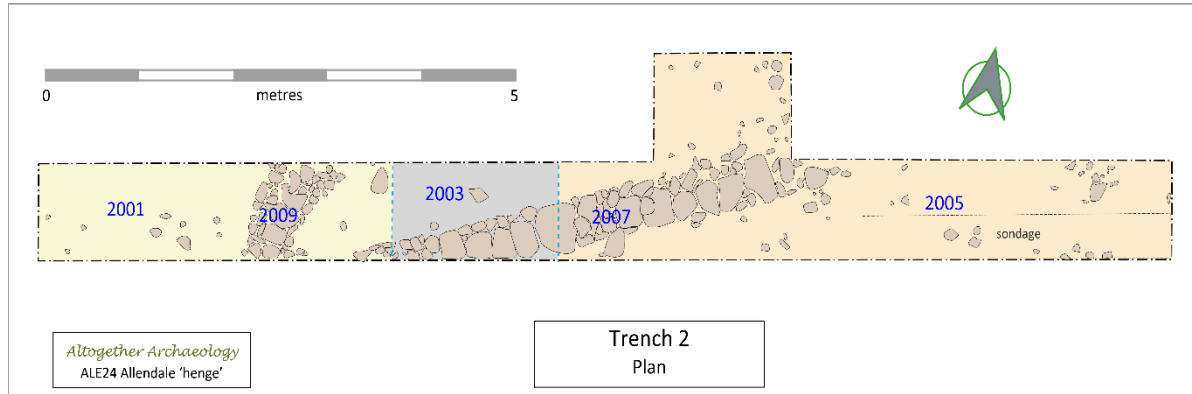 0 5
metres
2001
2009
2003
2007
2005
sondage
Altogether Archaeology
ALE24 Allendale ‘henge’
Trench 2
Plan